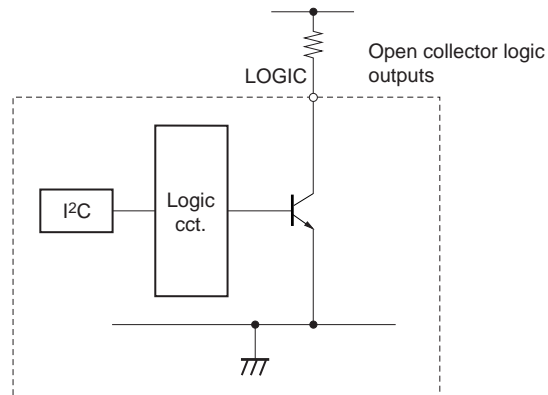 Open collector logic
outputs
LOGIC
I²C
Logic
cct.